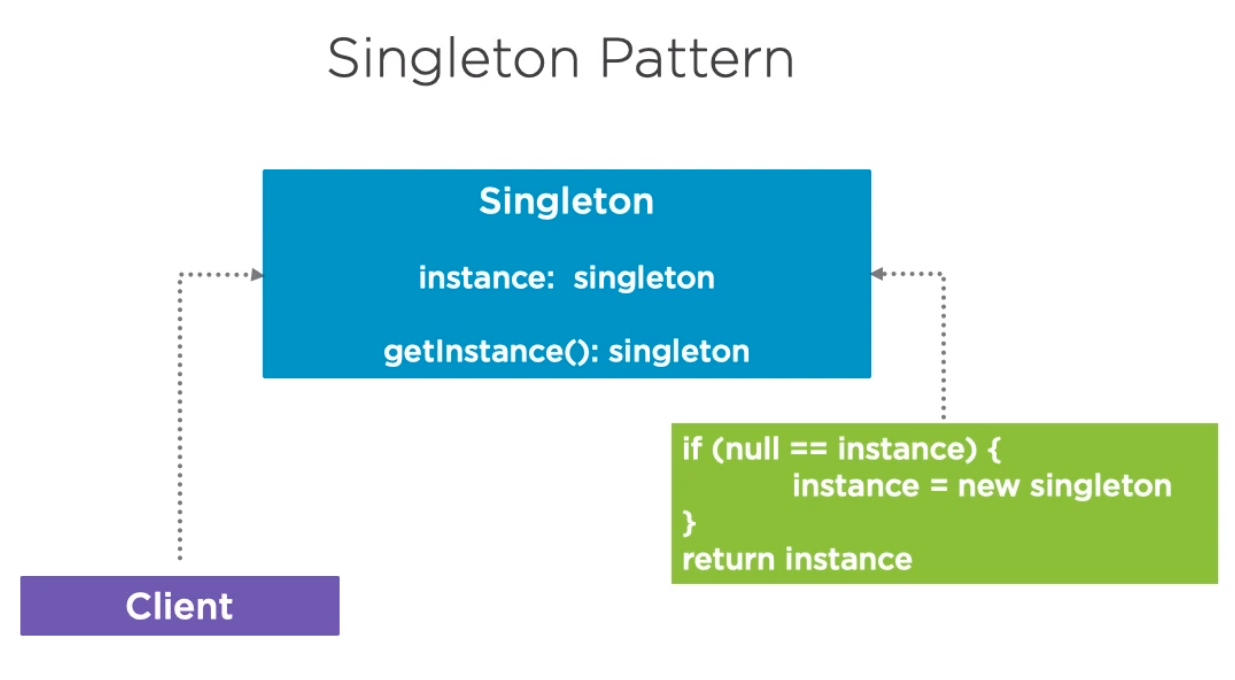 Singleton Pattern
Singleton
instance: singleton
getInstance(): singleton
if (null == instance) {
instance = new singleton
}
return instance
Client